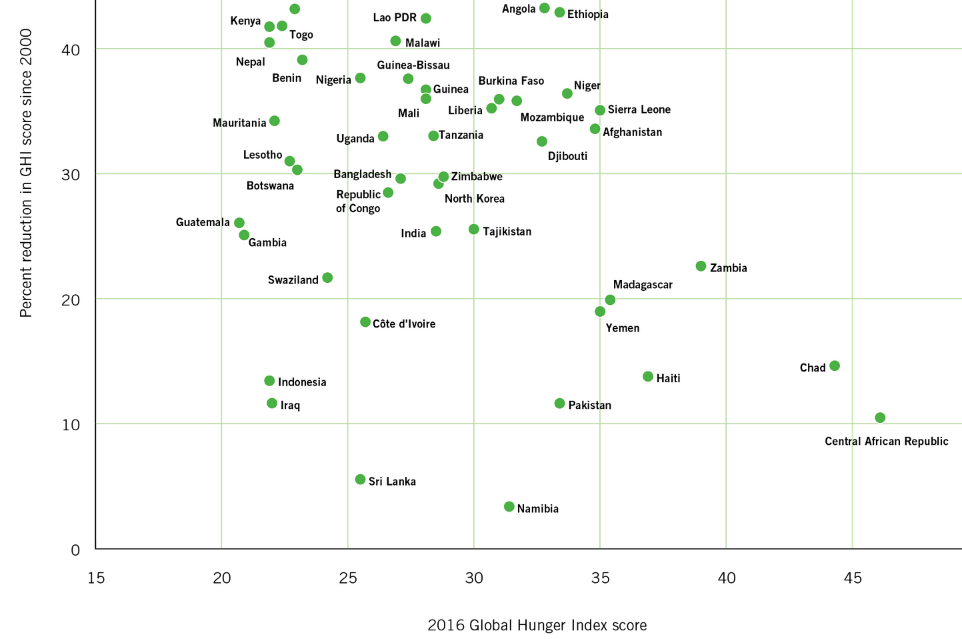 Percent reduction in GHI score since 2000
Lao PDR
Angola
Ethiopia
Kenya
Togo
Malawi
40
Nepal
Guinea-Bissau
Benin
Nigeria
Guinea
Burkina Faso
Niger
Mali
Liberia
Sierra Leone
Mozambique
Mauritania
Afghanistan
Uganda
Tanzania
Lesotho
Djibouti
30
Bangladesh
Zimbabwe
Botswana
Republic
of Congo
North Korea
Guatemala
India
Tajikistan
Gambia
Zambia
Swaziland
Madagascar
20
Côte d'Ivoire
Yemen
Chad
Indonesia
Haiti
Iraq
Pakistan
10
Central African Republic
Sri Lanka
Namibia
0
15 20 25 30 35 40 45
2016 Global Hunger Index score